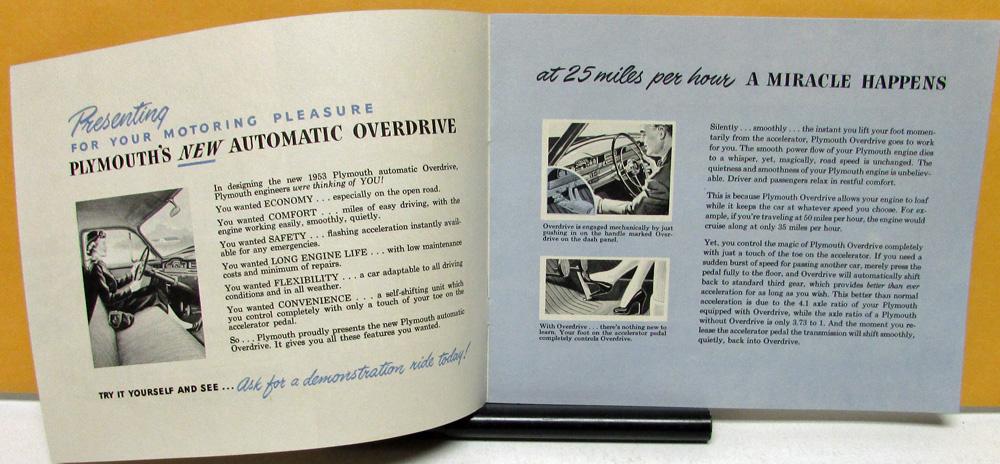 Presenting
FOR YOUR MOTORING PLEASURE
PLYMOUTH'S NEW AUTOMATIC OVERDRIVE
In designing the new 1953 Plymouth automatic Overdrive,
Plymouth engineers were thinking of YOU!
You wanted ECONOMY . . . especially on the open road.
You wanted COMFORT . . . miles of easy driving, with the
engine working easily, smoothly, quietly.
You wanted SAFETY . . . flashing acceleration instantly avail-
able for any emergencies.
You wanted LONG ENGINE LIFE . . . with low maintenance
costs and minimum of repairs.
You wanted FLEXIBILITY . . . a car adaptable to all driving
conditions and in all weather.
You wanted CONVENIENCE . . . a self-shifting unit which
you control completely with only a touch of your toe on the
accelerator pedal.
So . . . Plymouth proudly presents the new Plymouth automatic
Overdrive. It gives you all these features you wanted.
TRY IT YOURSELF AND SEE . . . Ask for a demonstration ride today!
at 25 miles per hour A MIRACLE HAPPENS
Overdrive is engaged mechanically by just
pushing in on the handle marked Over-
drive on the dash panel.
With Overdrive . . . there's nothing new to
learn. Your foot on the accelerator pedal
completely controls Overdrive.
Silently . . . smoothly . . . the instant you lift your foot momen-
tarily from the accelerator, Plymouth Overdrive goes to work
for you. The smooth power flow of your Plymouth engine dies
to a whisper, yet, magically, road speed is unchanged. The
quietness and smoothness of your Plymouth engine is unbeliev-
able. Driver and passengers relax in restful comfort.
This is because Plymouth Overdrive allows your engine to loaf
while it keeps the car at whatever speed you choose. For ex-
ample, if you're traveling at 50 miles per hour, the engine would
cruise along at only 35 miles per hour.
Yet, you control the magic of Plymouth Overdrive completely
with just a touch of the toe on the accelerator. If you need a
sudden burst of speed for passing another car, merely press the
pedal fully to the floor, and Overdrive will automatically shift
back to standard third gear, which provides better than ever
acceleration for as long as you wish. This better than normal
acceleration is due to the 4.1 axle ratio of your Plymouth
equipped with Overdrive, while the axle ratio of a Plymouth
without Overdrive is only 3.73 to 1. And the moment you re-
lease the accelerator pedal the transmission will shift smoothly,
quietly, back into Overdrive.